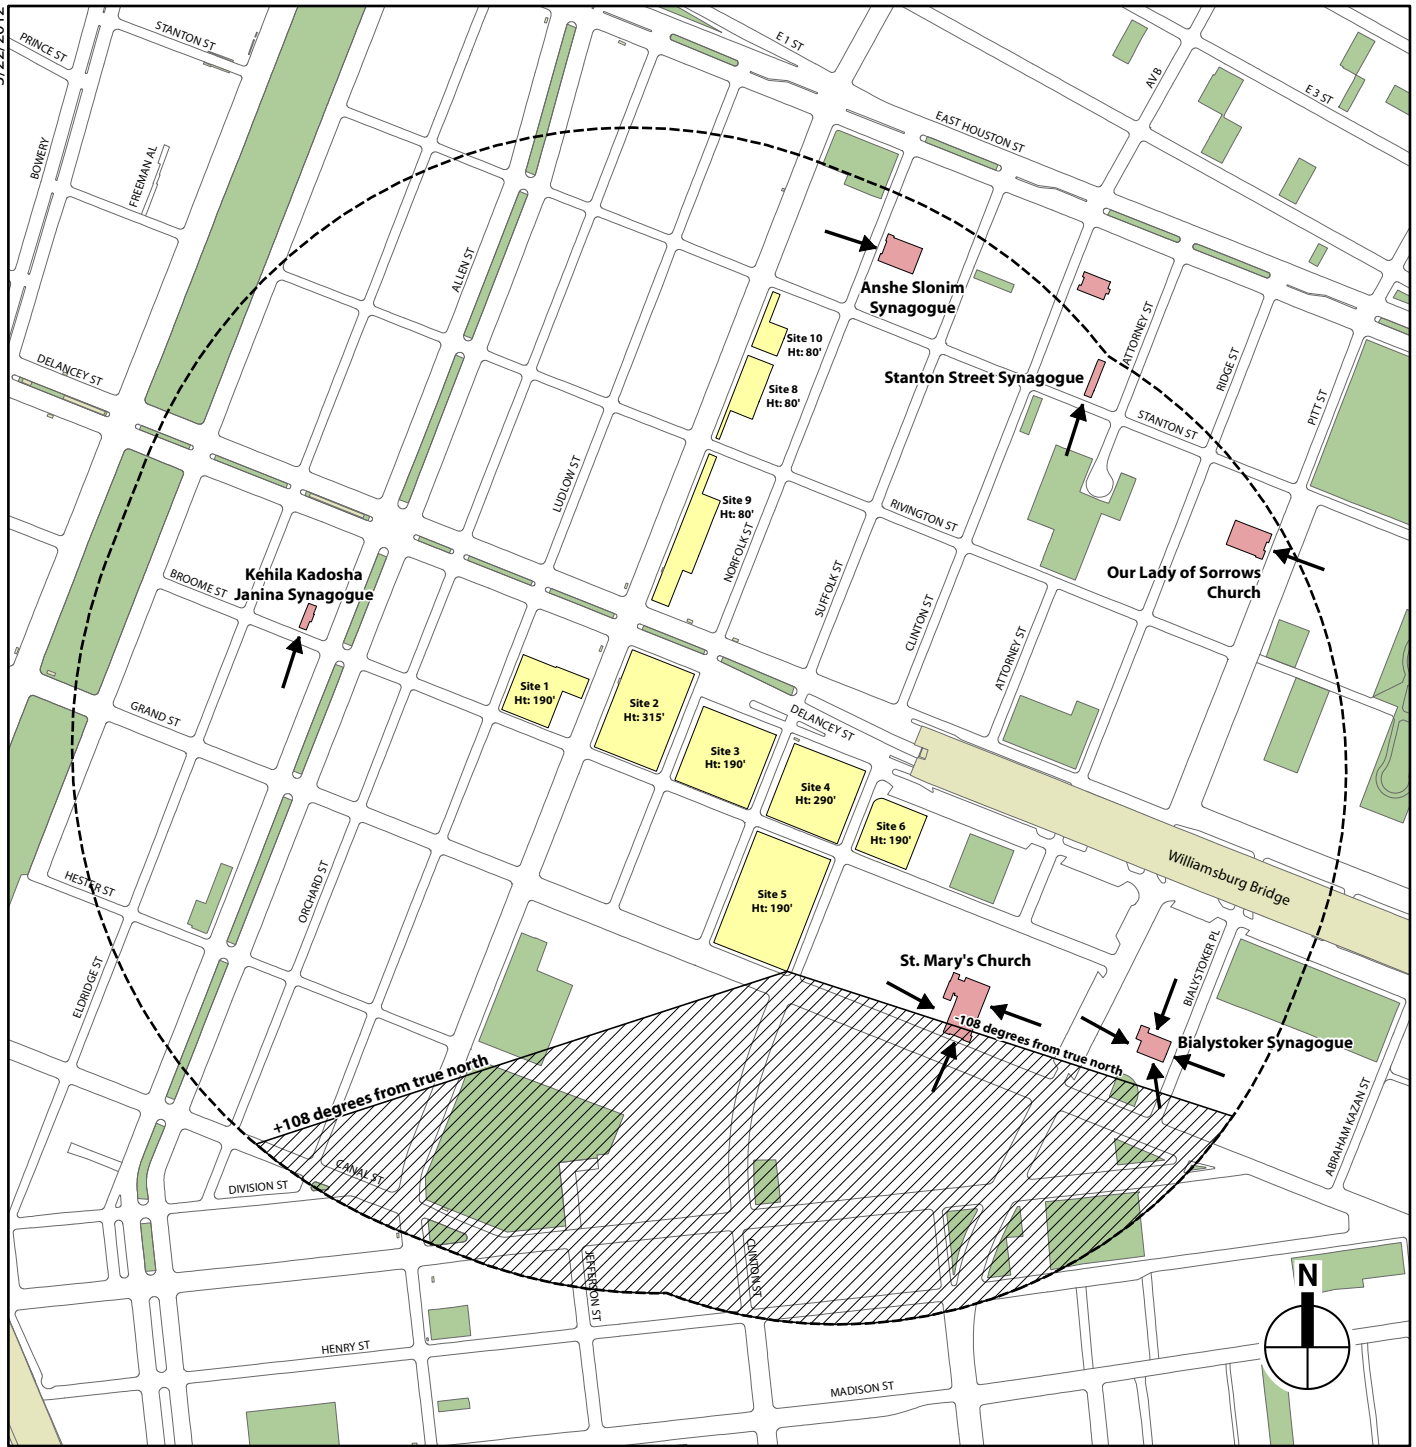 PRINCE ST
STANTON ST
E 1 ST
AV B
E 3 ST
BOWERY
FREEMAN AL
EAST HOUSTON ST
ALLEN ST
Anshe Slonim
Synagogue
ATTORNEY ST
RIDGE ST
PITT ST
Site 10
Ht: 80'
Site 8
Ht: 80'
Stanton Street Synagogue
STANTON ST
DELANCEY ST
LUDLOW ST
Site 9
Ht: 80'
NORFOLK ST
RIVINGTON ST
SUFFOLK ST
CLINTON ST
ATTORNEY ST
Our Lady of Sorrows
Church
BROOME ST
Kehila Kadosha
Janina Synagogue
GRAND ST
Site 1
Ht: 190'
Site 2
Ht: 315'
Site 3
Ht: 190'
DELANCEY ST
Site 4
Ht: 290'
Site 6
Ht: 190'
Williamsburg Bridge
HESTER ST
ORCHARD ST
Site 5
Ht: 190'
ELDRIDGE ST
St. Mary's Church
BIALYSTOKER PL
-108 degrees from true north
Bialystoker Synagogue
+108 degrees from true north
ABRAHAM KAZAN ST
CANAL ST
DIVISION ST
JEFFERSON ST
CLINTON ST
HENRY ST
MADISON ST
N